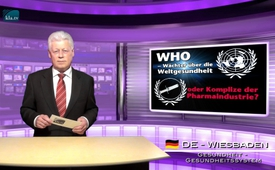 kla.tv
WHO
– Wächter über die
Weltgesundheit
oder Komplize der
Pharmaindustrie?
DE - WIESBADEN
GESUNDHEIT -
GESUNDHEITSSYSTEM